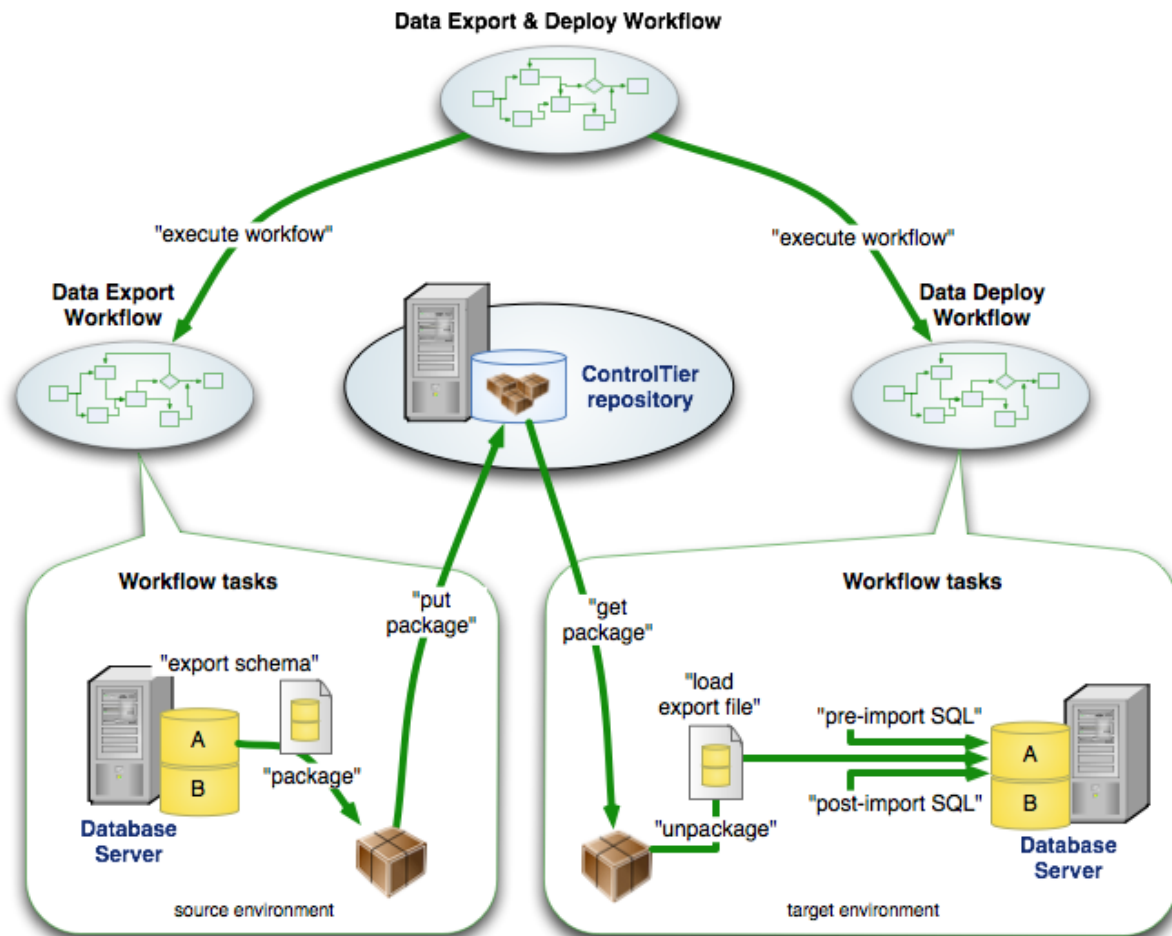 Data Export & Deploy Workflow
"execute workfow"
"execute workflow"
Data Export
Workflow
Data Deploy
Workflow
ControlTier
repository
Workflow tasks
"export schema"
A
B
"package"
Database
Server
source environment
"put
package"
"get
package"
Workflow tasks
"load
export file"
"unpackage"
"pre-import SQL"
"post-import SQL"
A
B
Database
Server
target environment